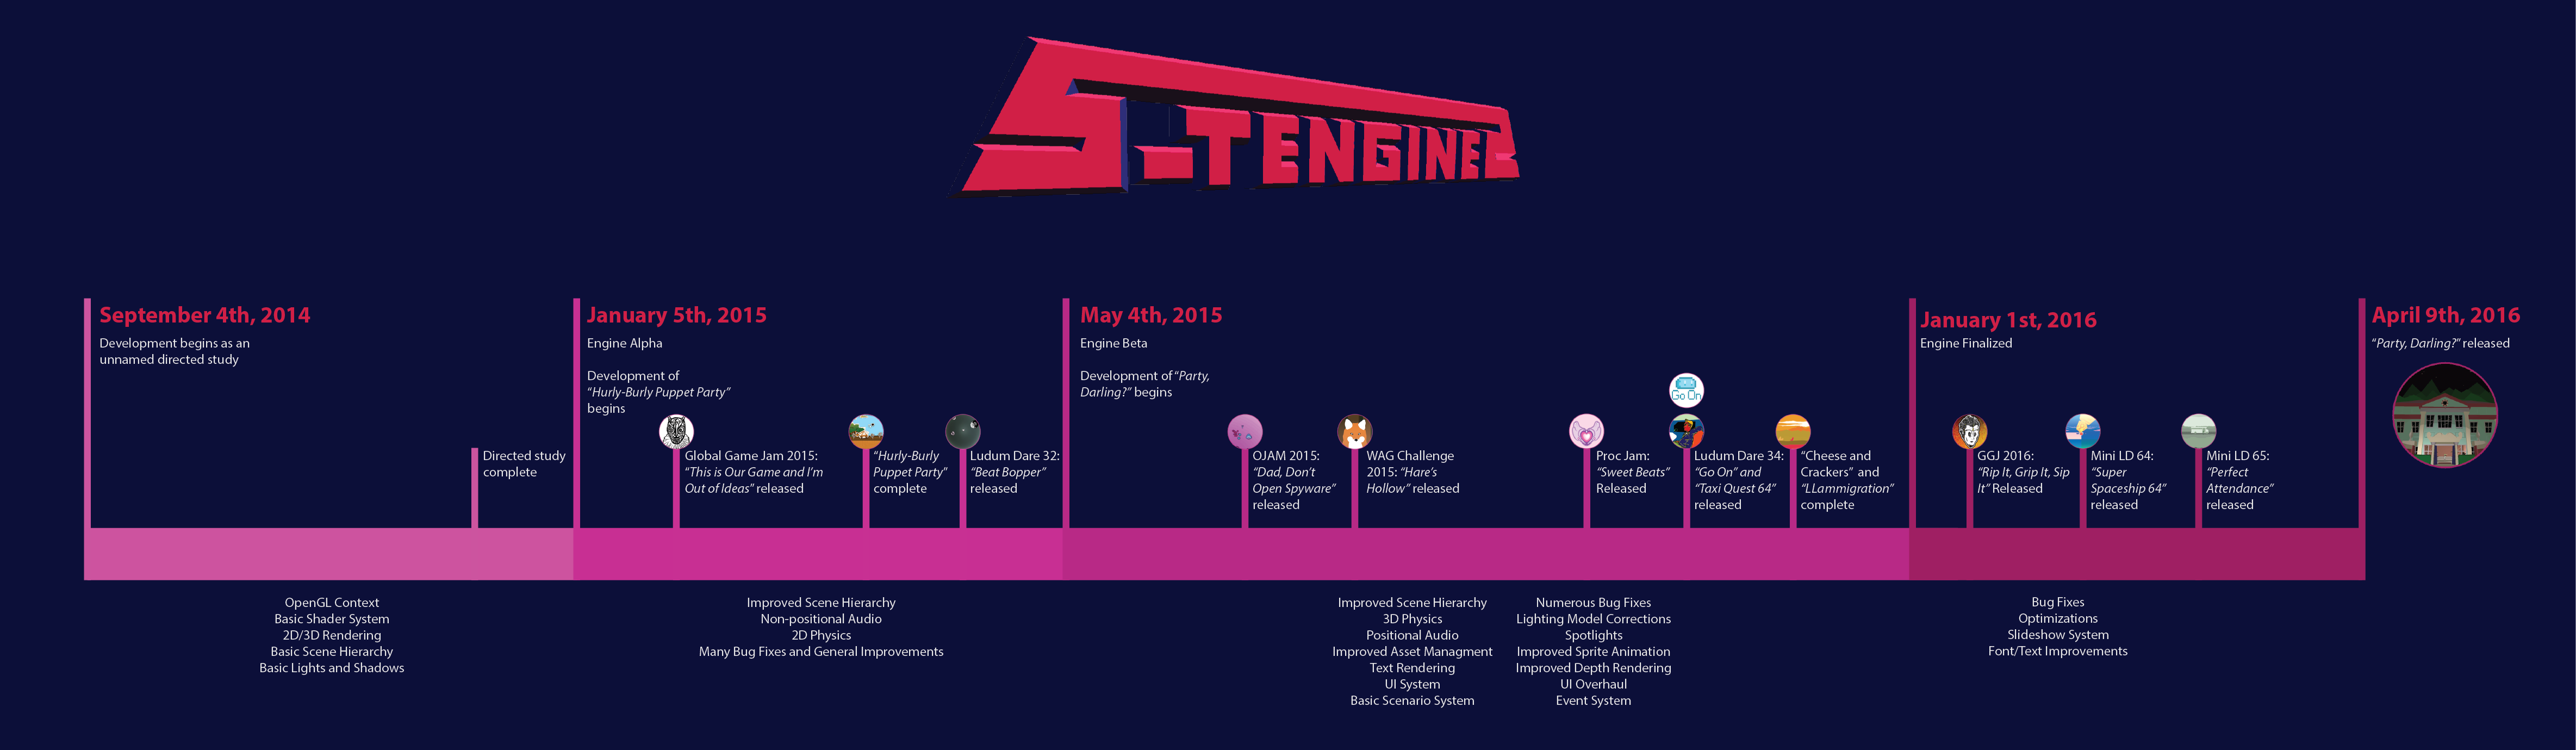 S-TENGINE
September 4th, 2014
Development begins as an
unnamed directed study
Directed study
complete
January 5th, 2015
Engine Alpha
Development of
“Hurly-Burly Puppet Party”
begins
Global Game Jam 2015:
“This is Our Game and I’m
Out of Ideas” released
“Hurly-Burly
Puppet Party”
complete
Ludum Dare 32:
“Beat Bopper”
released
May 4th, 2015
Engine Beta
Development of “Party,
Darling?” begins
OJAM 2015:
“Dad, Don’t
Open Spyware”
released
WAG Challenge
2015: “Hare’s
Hollow” released
Proc Jam:
“Sweet Beats”
Released
Go On
Ludum Dare 34:
“Go On” and
“Taxi Quest 64”
released
“Cheese and
Crackers” and
“LLammigration”
complete
January 1st, 2016
Engine Finalized
GGJ 2016:
“Rip It, Grip It, Sip
It” Released
Mini LD 64:
“Super
Spaceship 64”
released
Mini LD 65:
“Perfect
Attendance”
released
April 9th, 2016
“Party, Darling?” released
OpenGL Context
Basic Shader System
2D/3D Rendering
Basic Scene Hierarchy
Basic Lights and Shadows
Improved Scene Hierarchy
Non-positional Audio
2D Physics
Many Bug Fixes and General Improvements
Improved Scene Hierarchy
3D Physics
Positional Audio
Improved Asset Managment
Text Rendering
UI System
Basic Scenario System
Numerous Bug Fixes
Lighting Model Corrections
Spotlights
Improved Sprite Animation
Improved Depth Rendering
UI Overhaul
Event System
Bug Fixes
Optimizations
Slideshow System
Font/Text Improvements